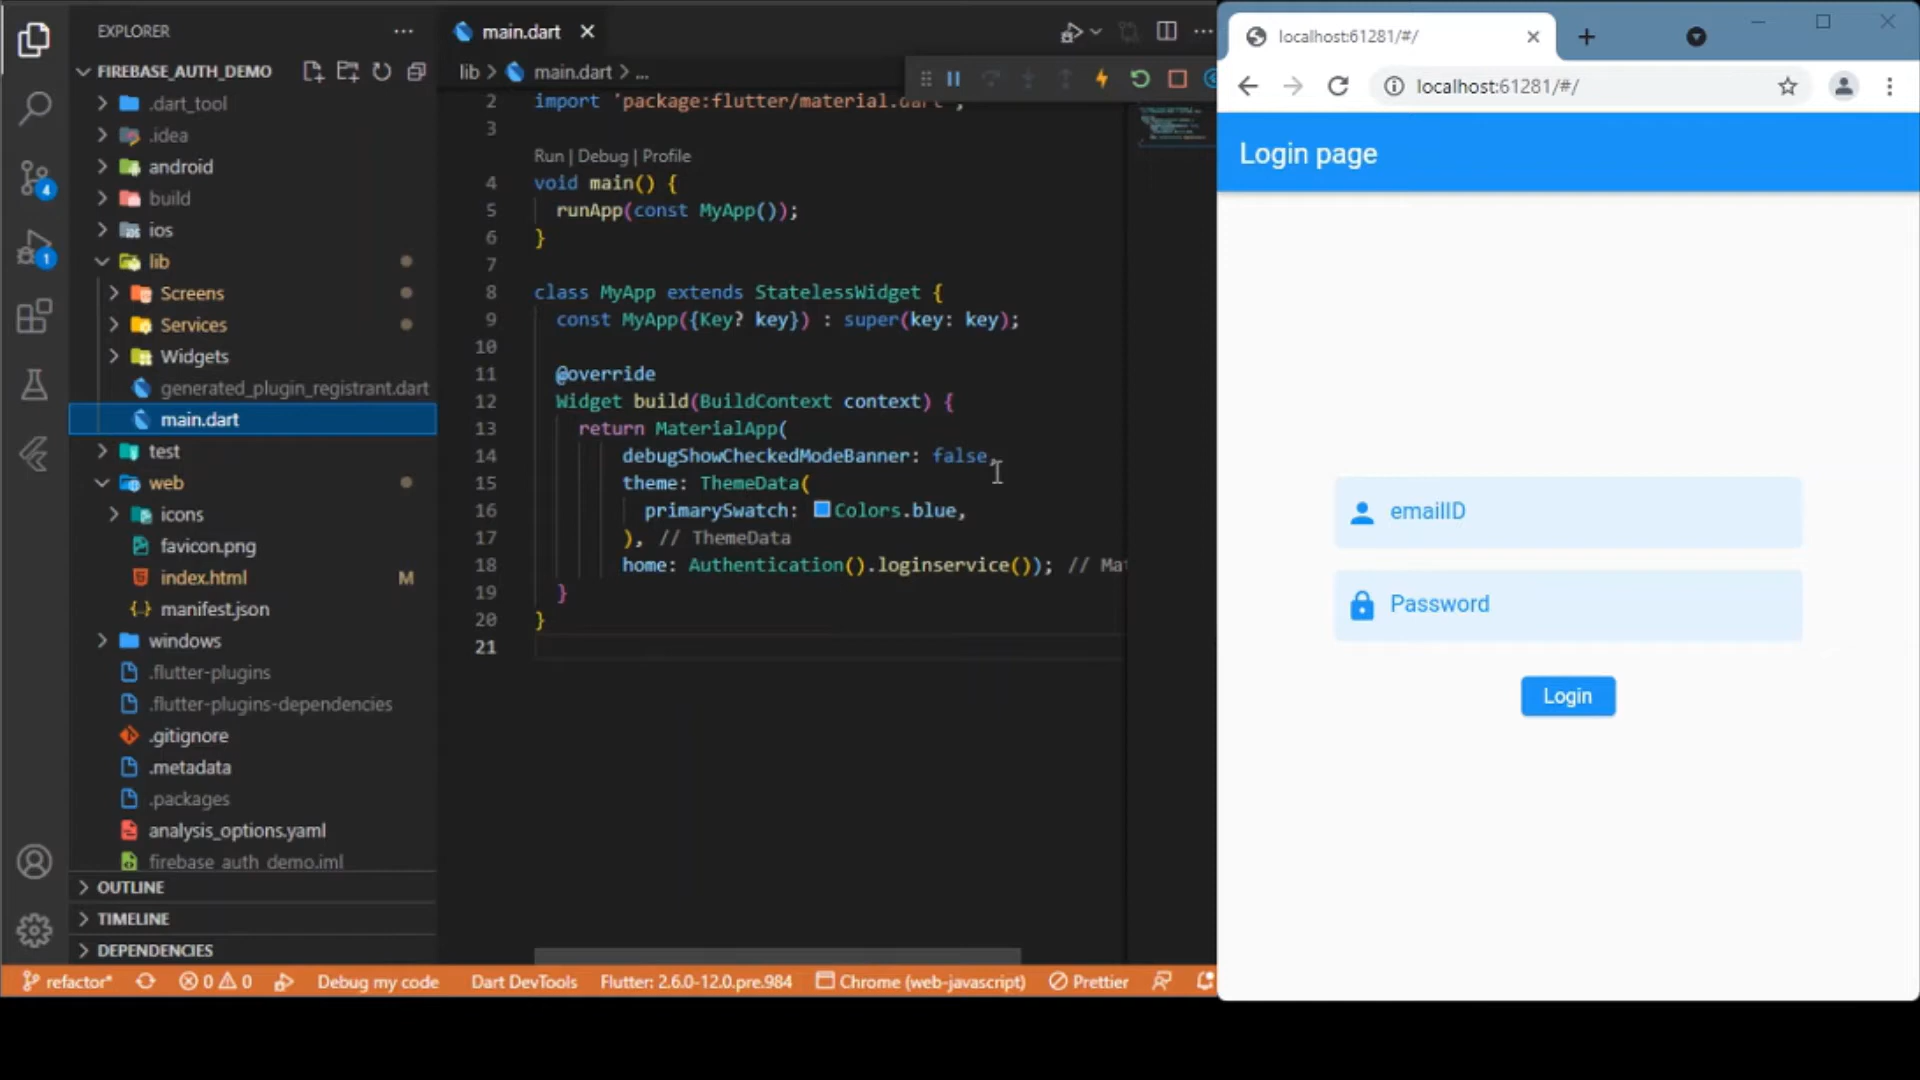 EXPLORER
FIREBASE_AUTH_DEMO
.dart_tool
.idea
android
build
ios
lib
Screens
Services
Widgets
generated_plugin_registrant.dart
main.dart
test
web
icons
favicon.png
index.html M
manifest.json
windows
.flutter-plugins
.flutter-plugins-dependencies
.gitignore
.metadata
.packages
analysis_options.yaml
firebase_auth_demo.iml
OUTLINE
TIMELINE
DEPENDENCIES
4
1
main.dart
lib > main.dart > ...
2 import 'package:flutter/material.dart';
3
Run | Debug | Profile
4 void main() {
5 runApp(const MyApp());
6 }
7
8 class MyApp extends StatelessWidget {
9 const MyApp({Key? key}) : super(key: key);
10
11 @override
12 Widget build(BuildContext context) {
13 return MaterialApp(
14 debugShowCheckedModeBanner: false,
15 theme: ThemeData(
16 primarySwatch: Colors.blue,
17 ), // ThemeData
18 home: Authentication().loginservice()); // Mat
19 }
20 }
21
refactor* 0 0 Debug my code Dart DevTools Flutter: 2.6.0-12.0.pre.984 Chrome (web-javascript) Prettier
localhost:61281/#/
localhost:61281/#/
Login page
emailID
Password
Login